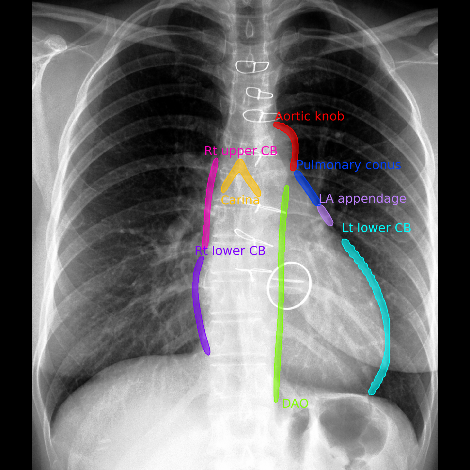 Aortic knob
Rt upper CB
Pulmonary conus
Carina
LA appendage
Lt lower CB
Rt lower CB
DAO